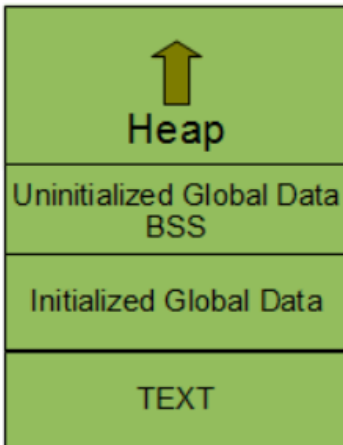 Heap
Uninitialized Global Data
BSS
Initialized Global Data
TEXT